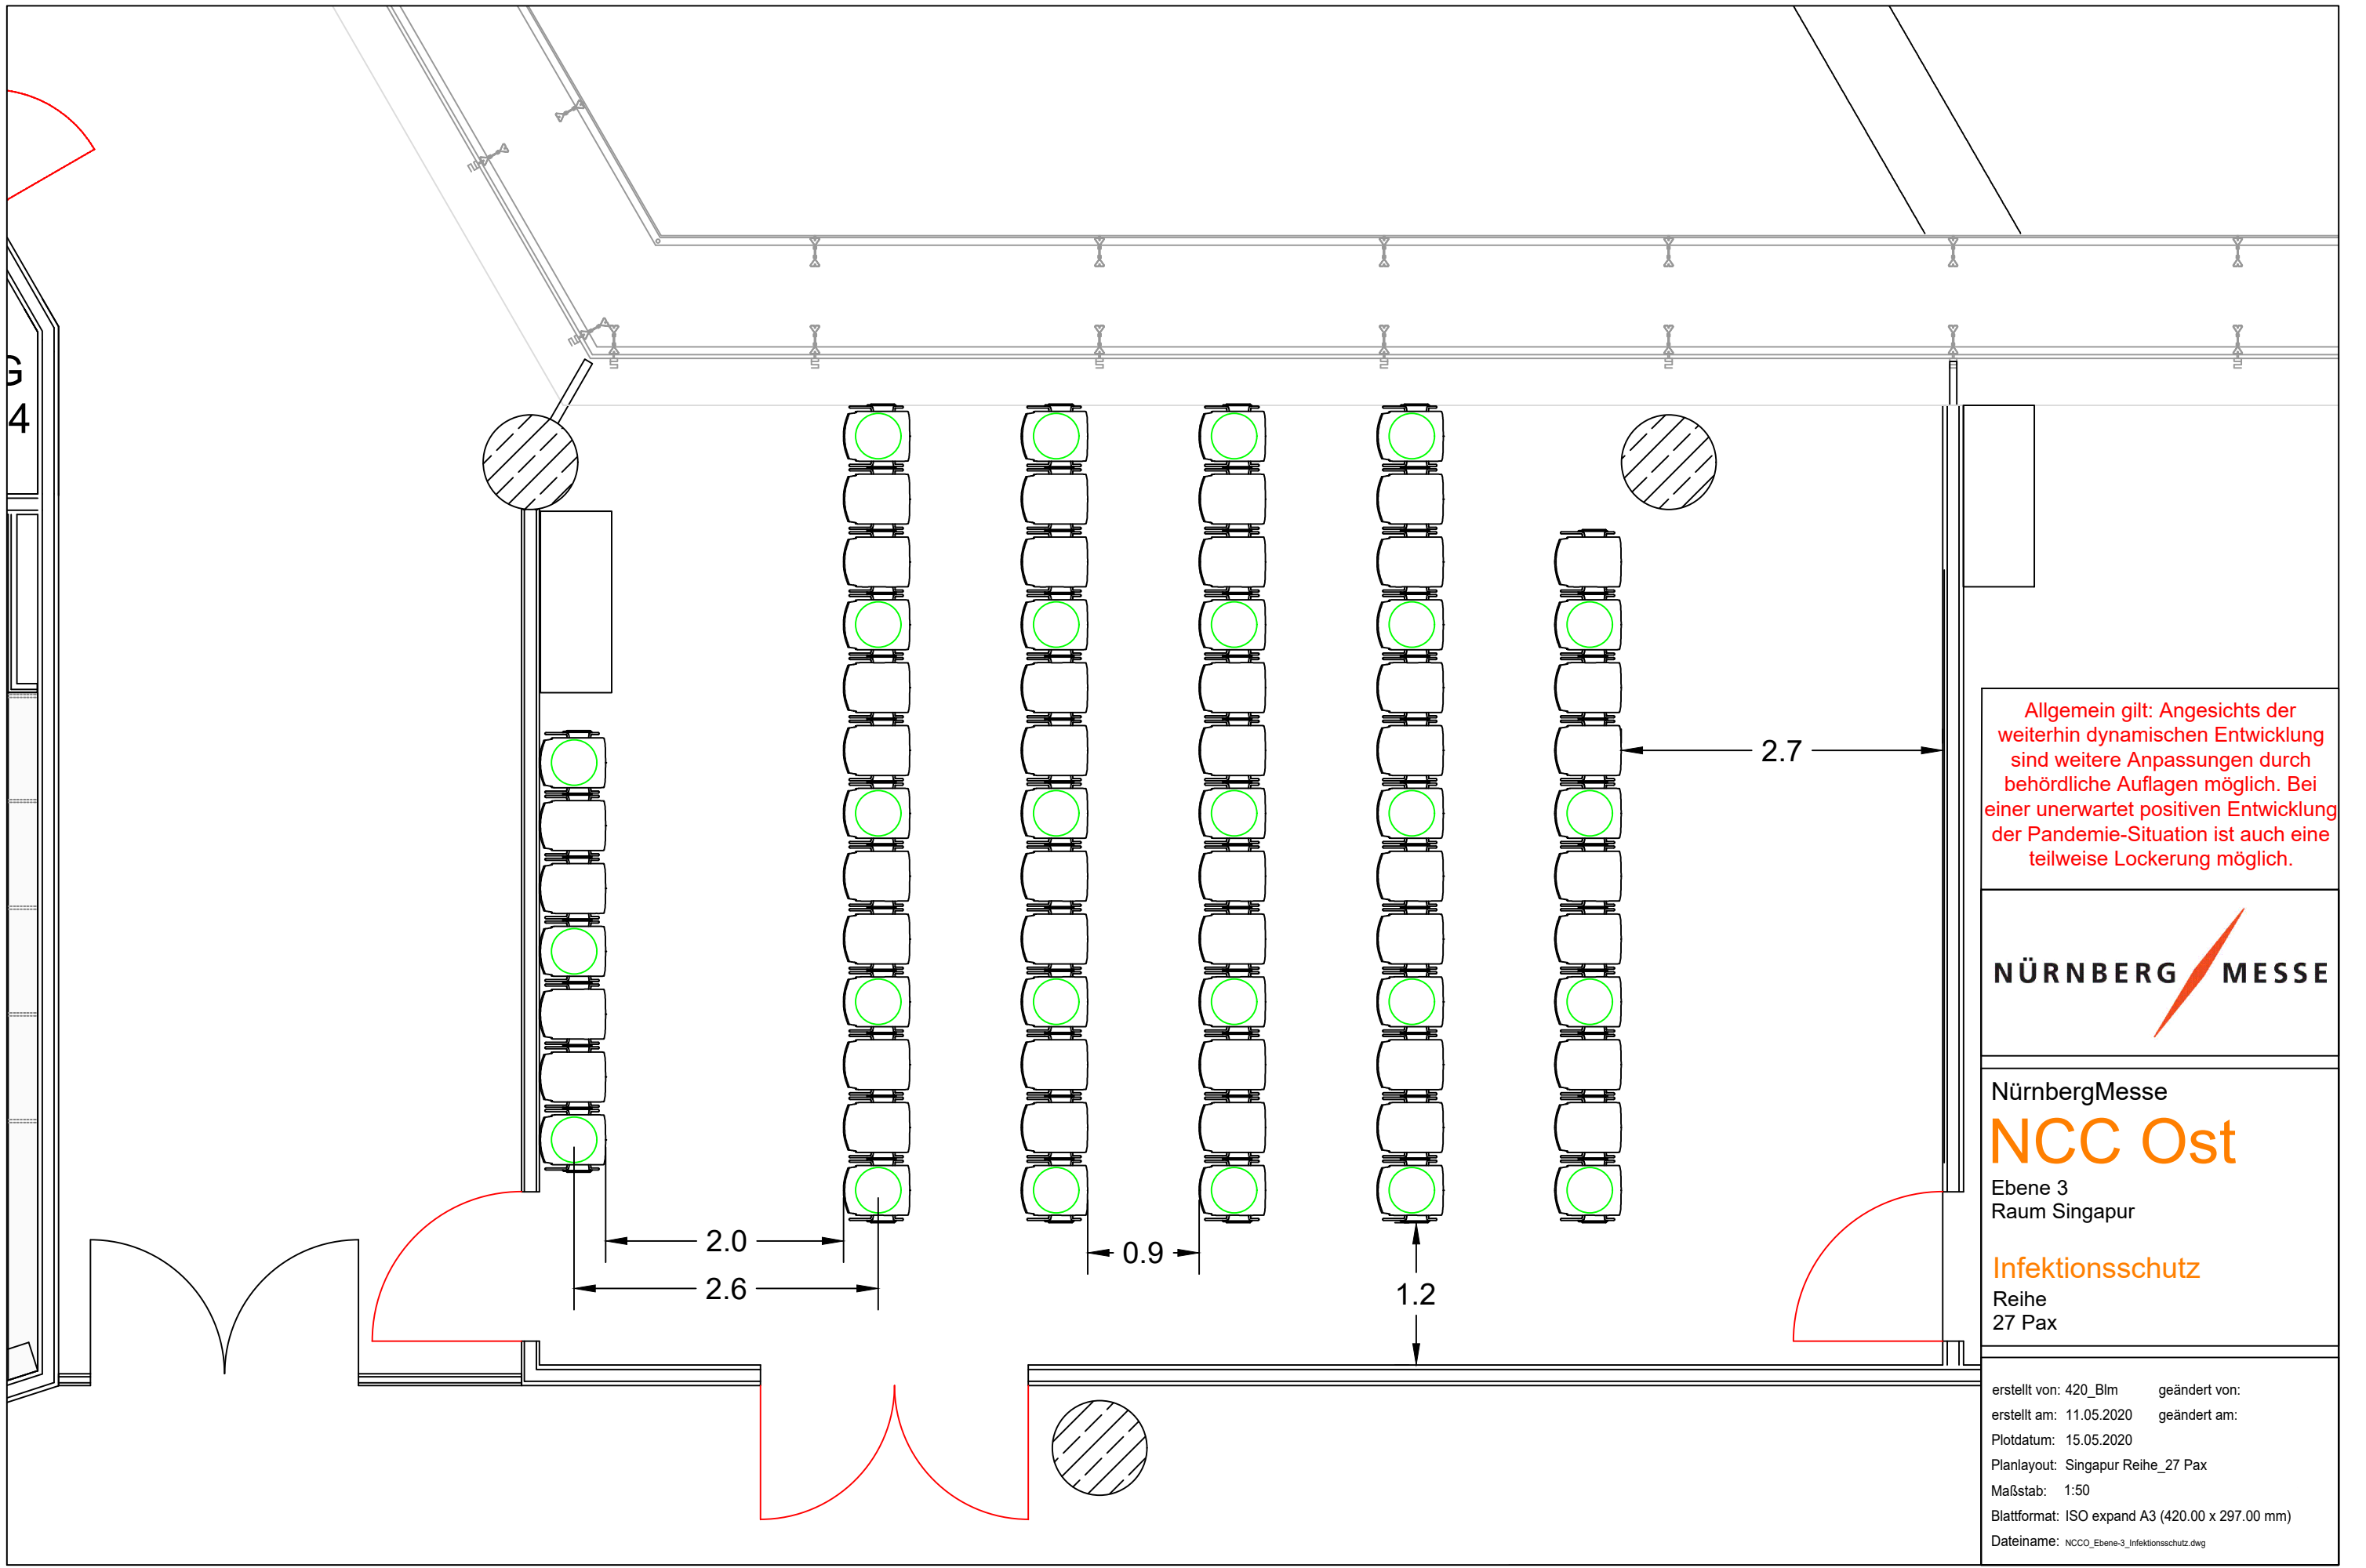 G
4
2.7
2.0
0.9
2.6
1.2
Allgemein gilt: Angesichts der
weiterhin dynamischen Entwicklung
sind weitere Anpassungen durch
behördliche Auflagen möglich. Bei
einer unerwartet positiven Entwicklung
der Pandemie-Situation ist auch eine
teilweise Lockerung möglich.
NÜRNBERG MESSE
NürnbergMesse
NCC Ost
Ebene 3
Raum Singapur
Infektionsschutz
Reihe
27 Pax
erstellt von: 420_Blm geändert von:
erstellt am: 11.05.2020 geändert am:
Plotdatum: 15.05.2020
Planlayout: Singapur Reihe_27 Pax
Maßstab: 1:50
Blattformat: ISO expand A3 (420.00 x 297.00 mm)
Dateiname: NCCO_Ebene-3_Infektionsschutz.dwg